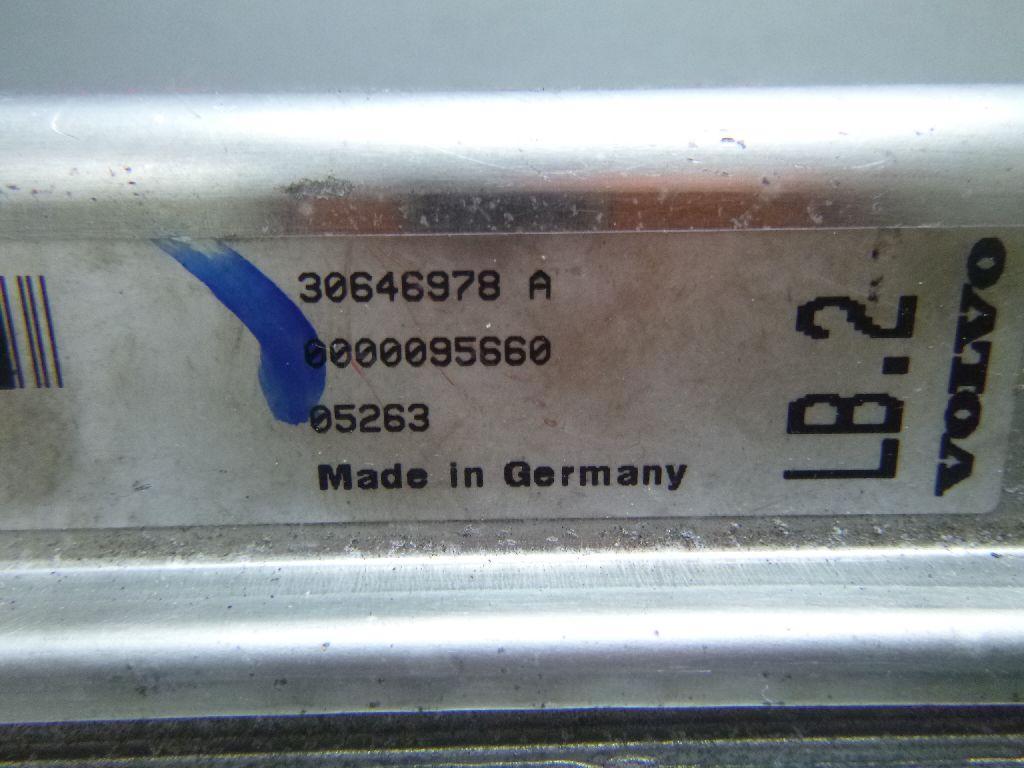 30646978 A
0000095660
05263
Made in Germany
LB.2
VOLVO